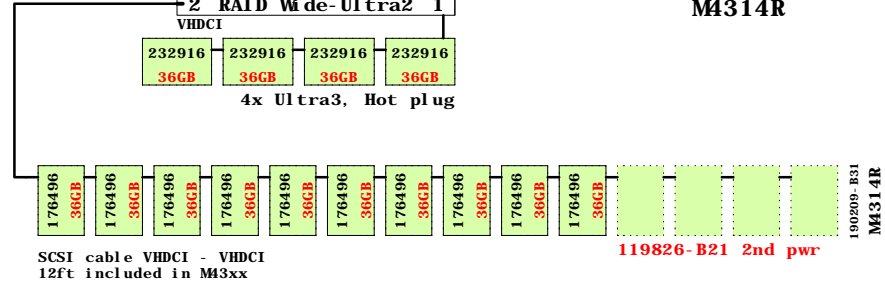 2 RAID Wide-Ultra2 1
M4314R
VHDCI
232916 232916 232916 232916
36GB 36GB 36GB 36GB
4x Ultra3, Hot plug
176496 36GB
176496 36GB
176496 36GB
176496 36GB
176496 36GB
176496 36GB
176496 36GB
176496 36GB
176496 36GB
176496 36GB
190209-B31
M4314R
119826-B21 2nd pwr
SCSI cable VHDCI - VHDCI
12ft included in M43xx